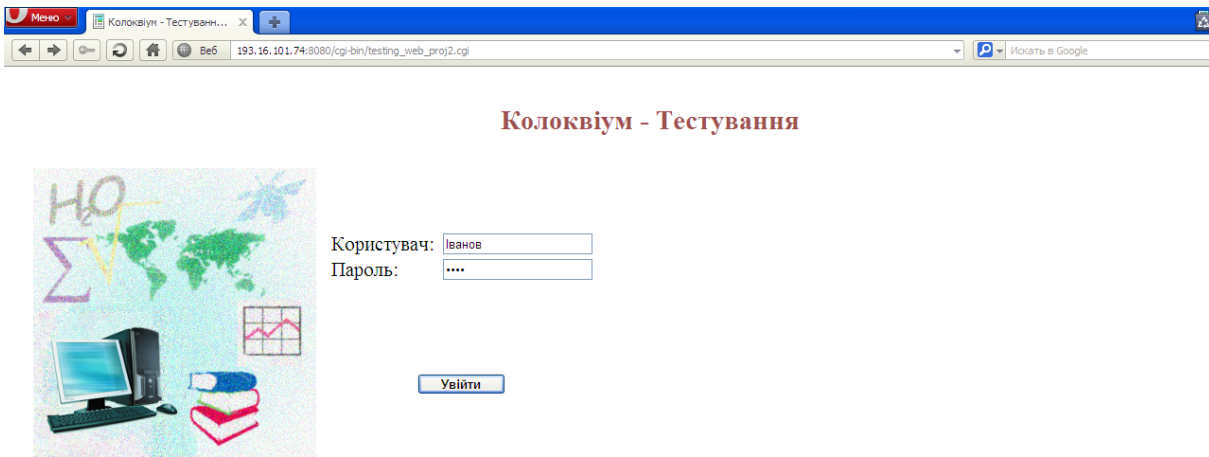 Меню
Колоквіум - Тестуванн...
Веб
193.16.101.74:8080/cgi-bin/testing_web_proj2.cgi
Искать в Google
Колоквіум - Тестування
H2O
Σ √
Користувач: Іванов
Пароль: ••••
Увійти